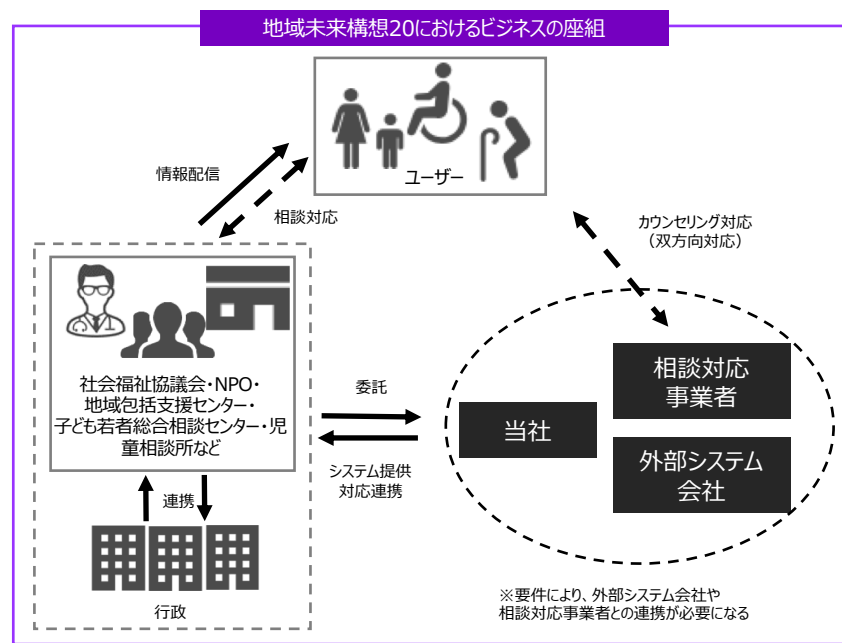 地域未来構想20におけるビジネスの座組
ユーザー
情報配信
相談対応
カウンセリング対応
（双方向対応）
社会福祉協議会・NPO・
地域包括支援センター・
子ども若者総合相談センター・児
童相談所など
委託
システム提供
対応連携
当社
相談対応
事業者
外部システム
会社
連携
行政
※要件により、外部システム会社や
相談対応事業者との連携が必要になる